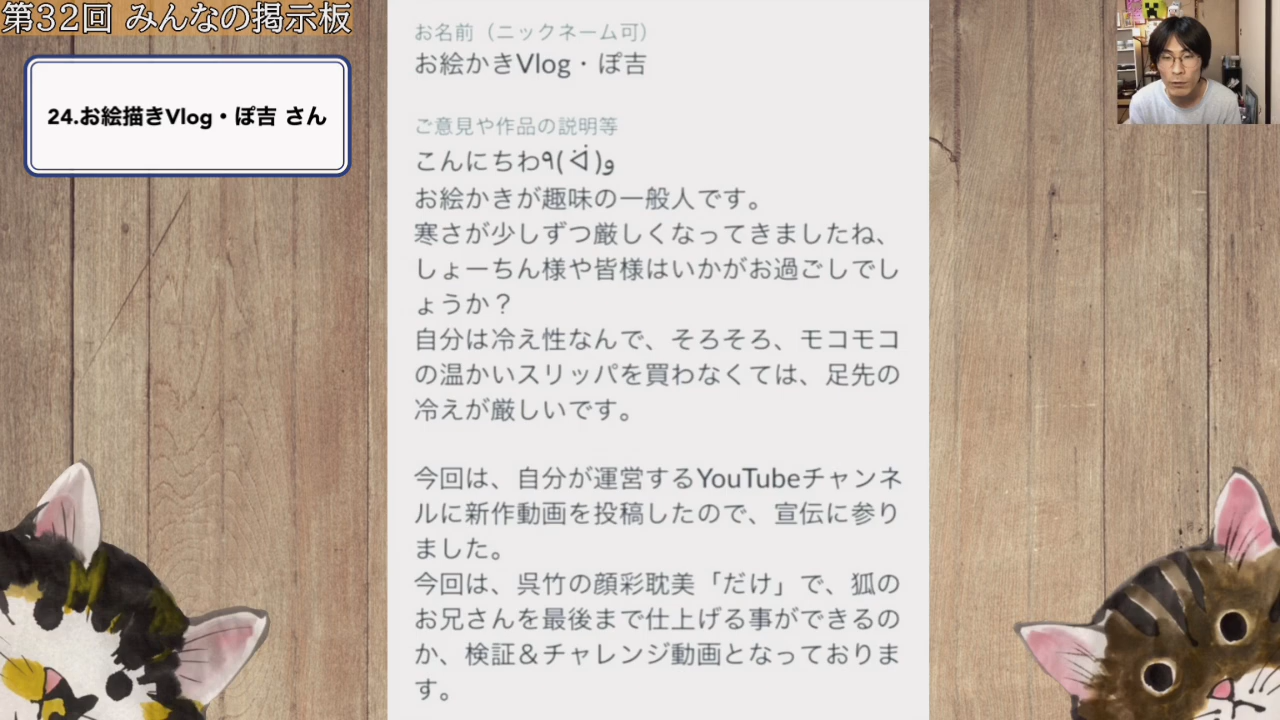 第32回 みんなの掲示板
24.お絵描きVlog・ぽ吉 さん
お名前（ニックネーム可）
お絵かきVlog・ぽ吉
ご意見や作品の説明等
こんにちわ٩( ᐛ )و
お絵かきが趣味の一般人です。
寒さが少しずつ厳しくなってきましたね、
しょーちん様や皆様はいかがお過ごしでし
ょうか？
自分は冷え性なんで、そろそろ、モコモコ
の温かいスリッパを買わなくては、足先の
冷えが厳しいです。
今回は、自分が運営するYouTubeチャンネ
ルに新作動画を投稿したので、宣伝に参り
ました。
今回は、呉竹の顔彩耽美「だけ」で、狐の
お兄さんを最後まで仕上げる事ができるの
か、検証＆チャレンジ動画となっておりま
す。